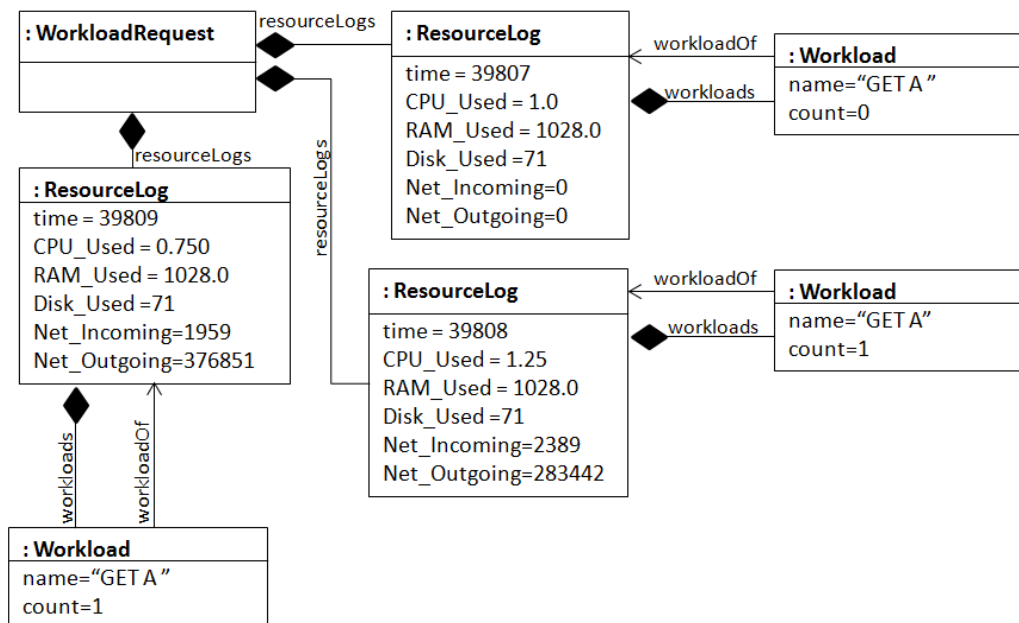 : WorkloadRequest
resourceLogs
: ResourceLog
time = 39807
CPU_Used = 1.0
RAM_Used = 1028.0
Disk_Used =71
Net_Incoming=0
Net_Outgoing=0
workloadOf
workloads
: Workload
name="GET A "
count=0
resourceLogs
: ResourceLog
time = 39809
CPU_Used = 0.750
RAM_Used = 1028.0
Disk_Used =71
Net_Incoming=1959
Net_Outgoing=376851
resourceLogs
: ResourceLog
time = 39808
CPU_Used = 1.25
RAM_Used = 1028.0
Disk_Used =71
Net_Incoming=2389
Net_Outgoing=283442
workloadOf
workloads
: Workload
name="GET A"
count=1
workloads
workloadOf
: Workload
name="GET A "
count=1